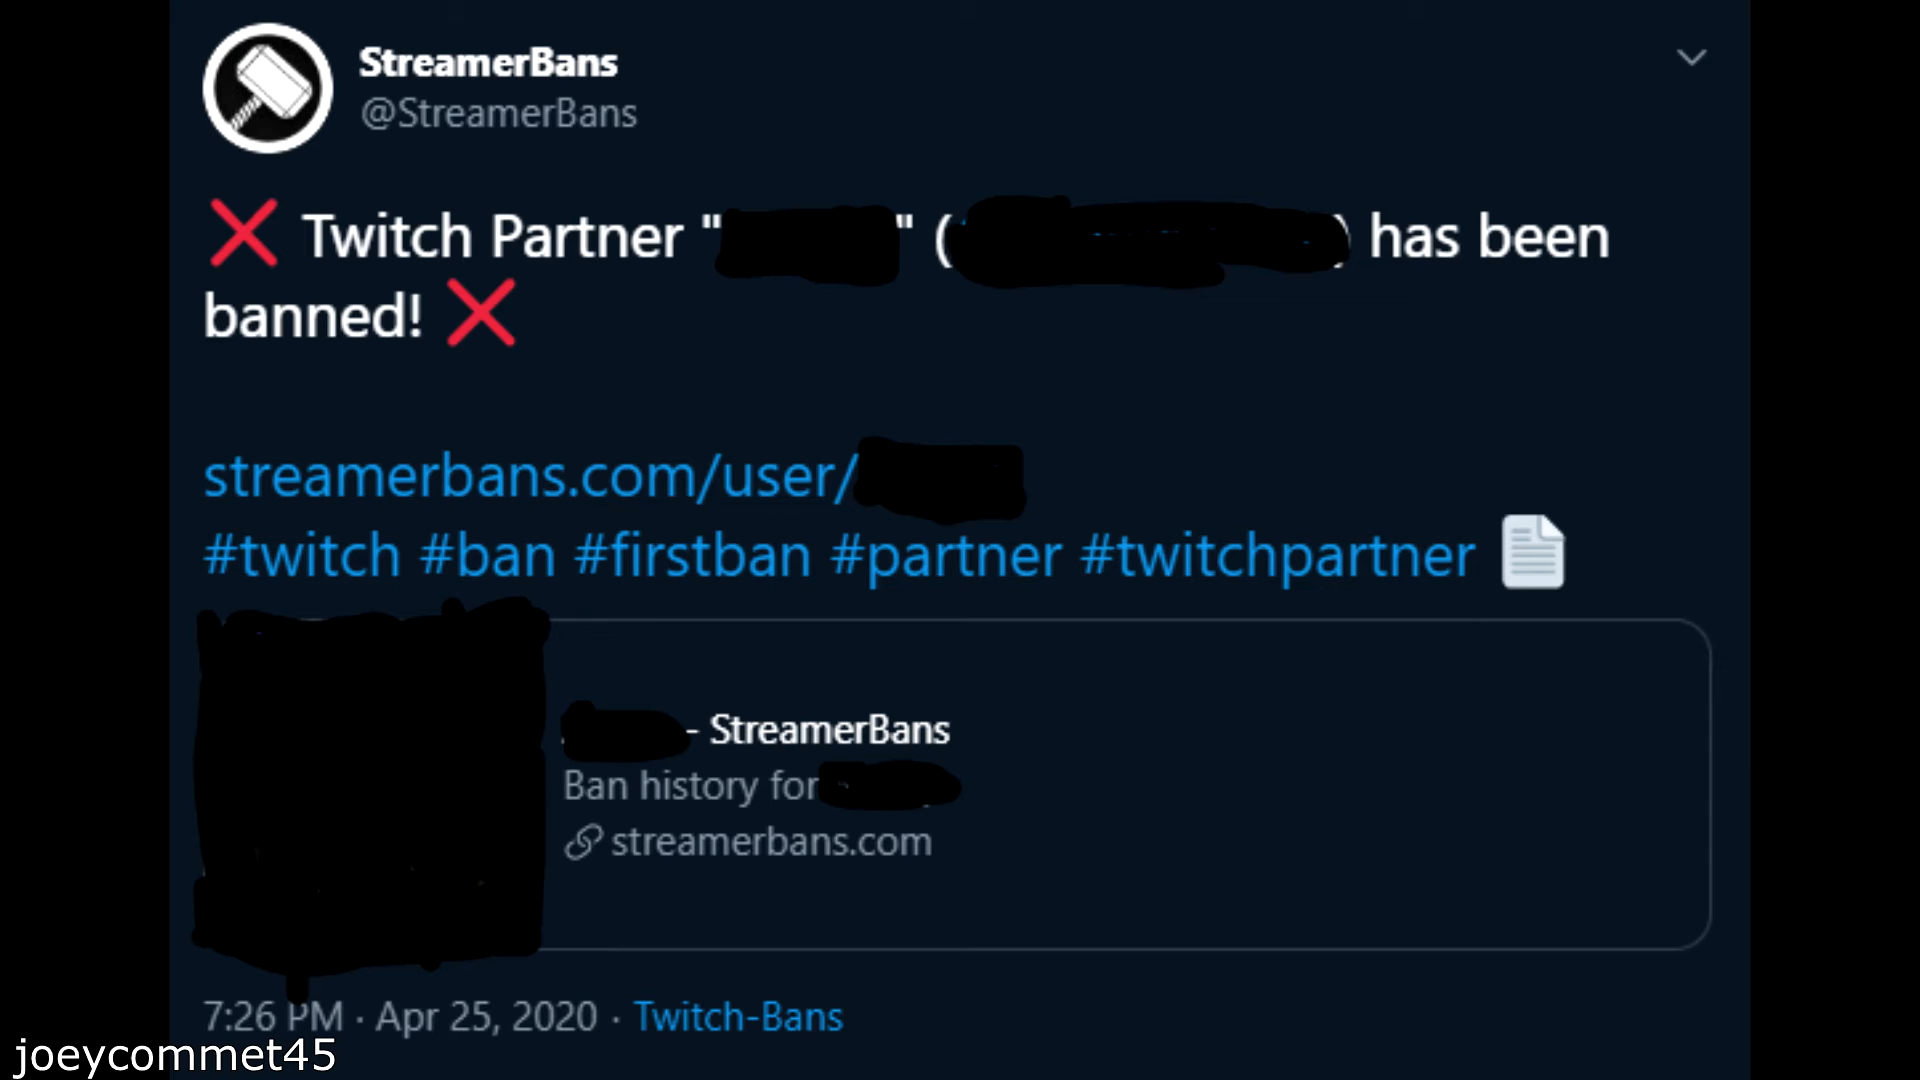 StreamerBans
@StreamerBans
❌ Twitch Partner "" () has been
banned! ❌
streamerbans.com/user/
#twitch #ban #firstban #partner #twitchpartner
- StreamerBans
Ban history for
streamerbans.com
7:26 PM · Apr 25, 2020 · Twitch-Bans
joeycommet45